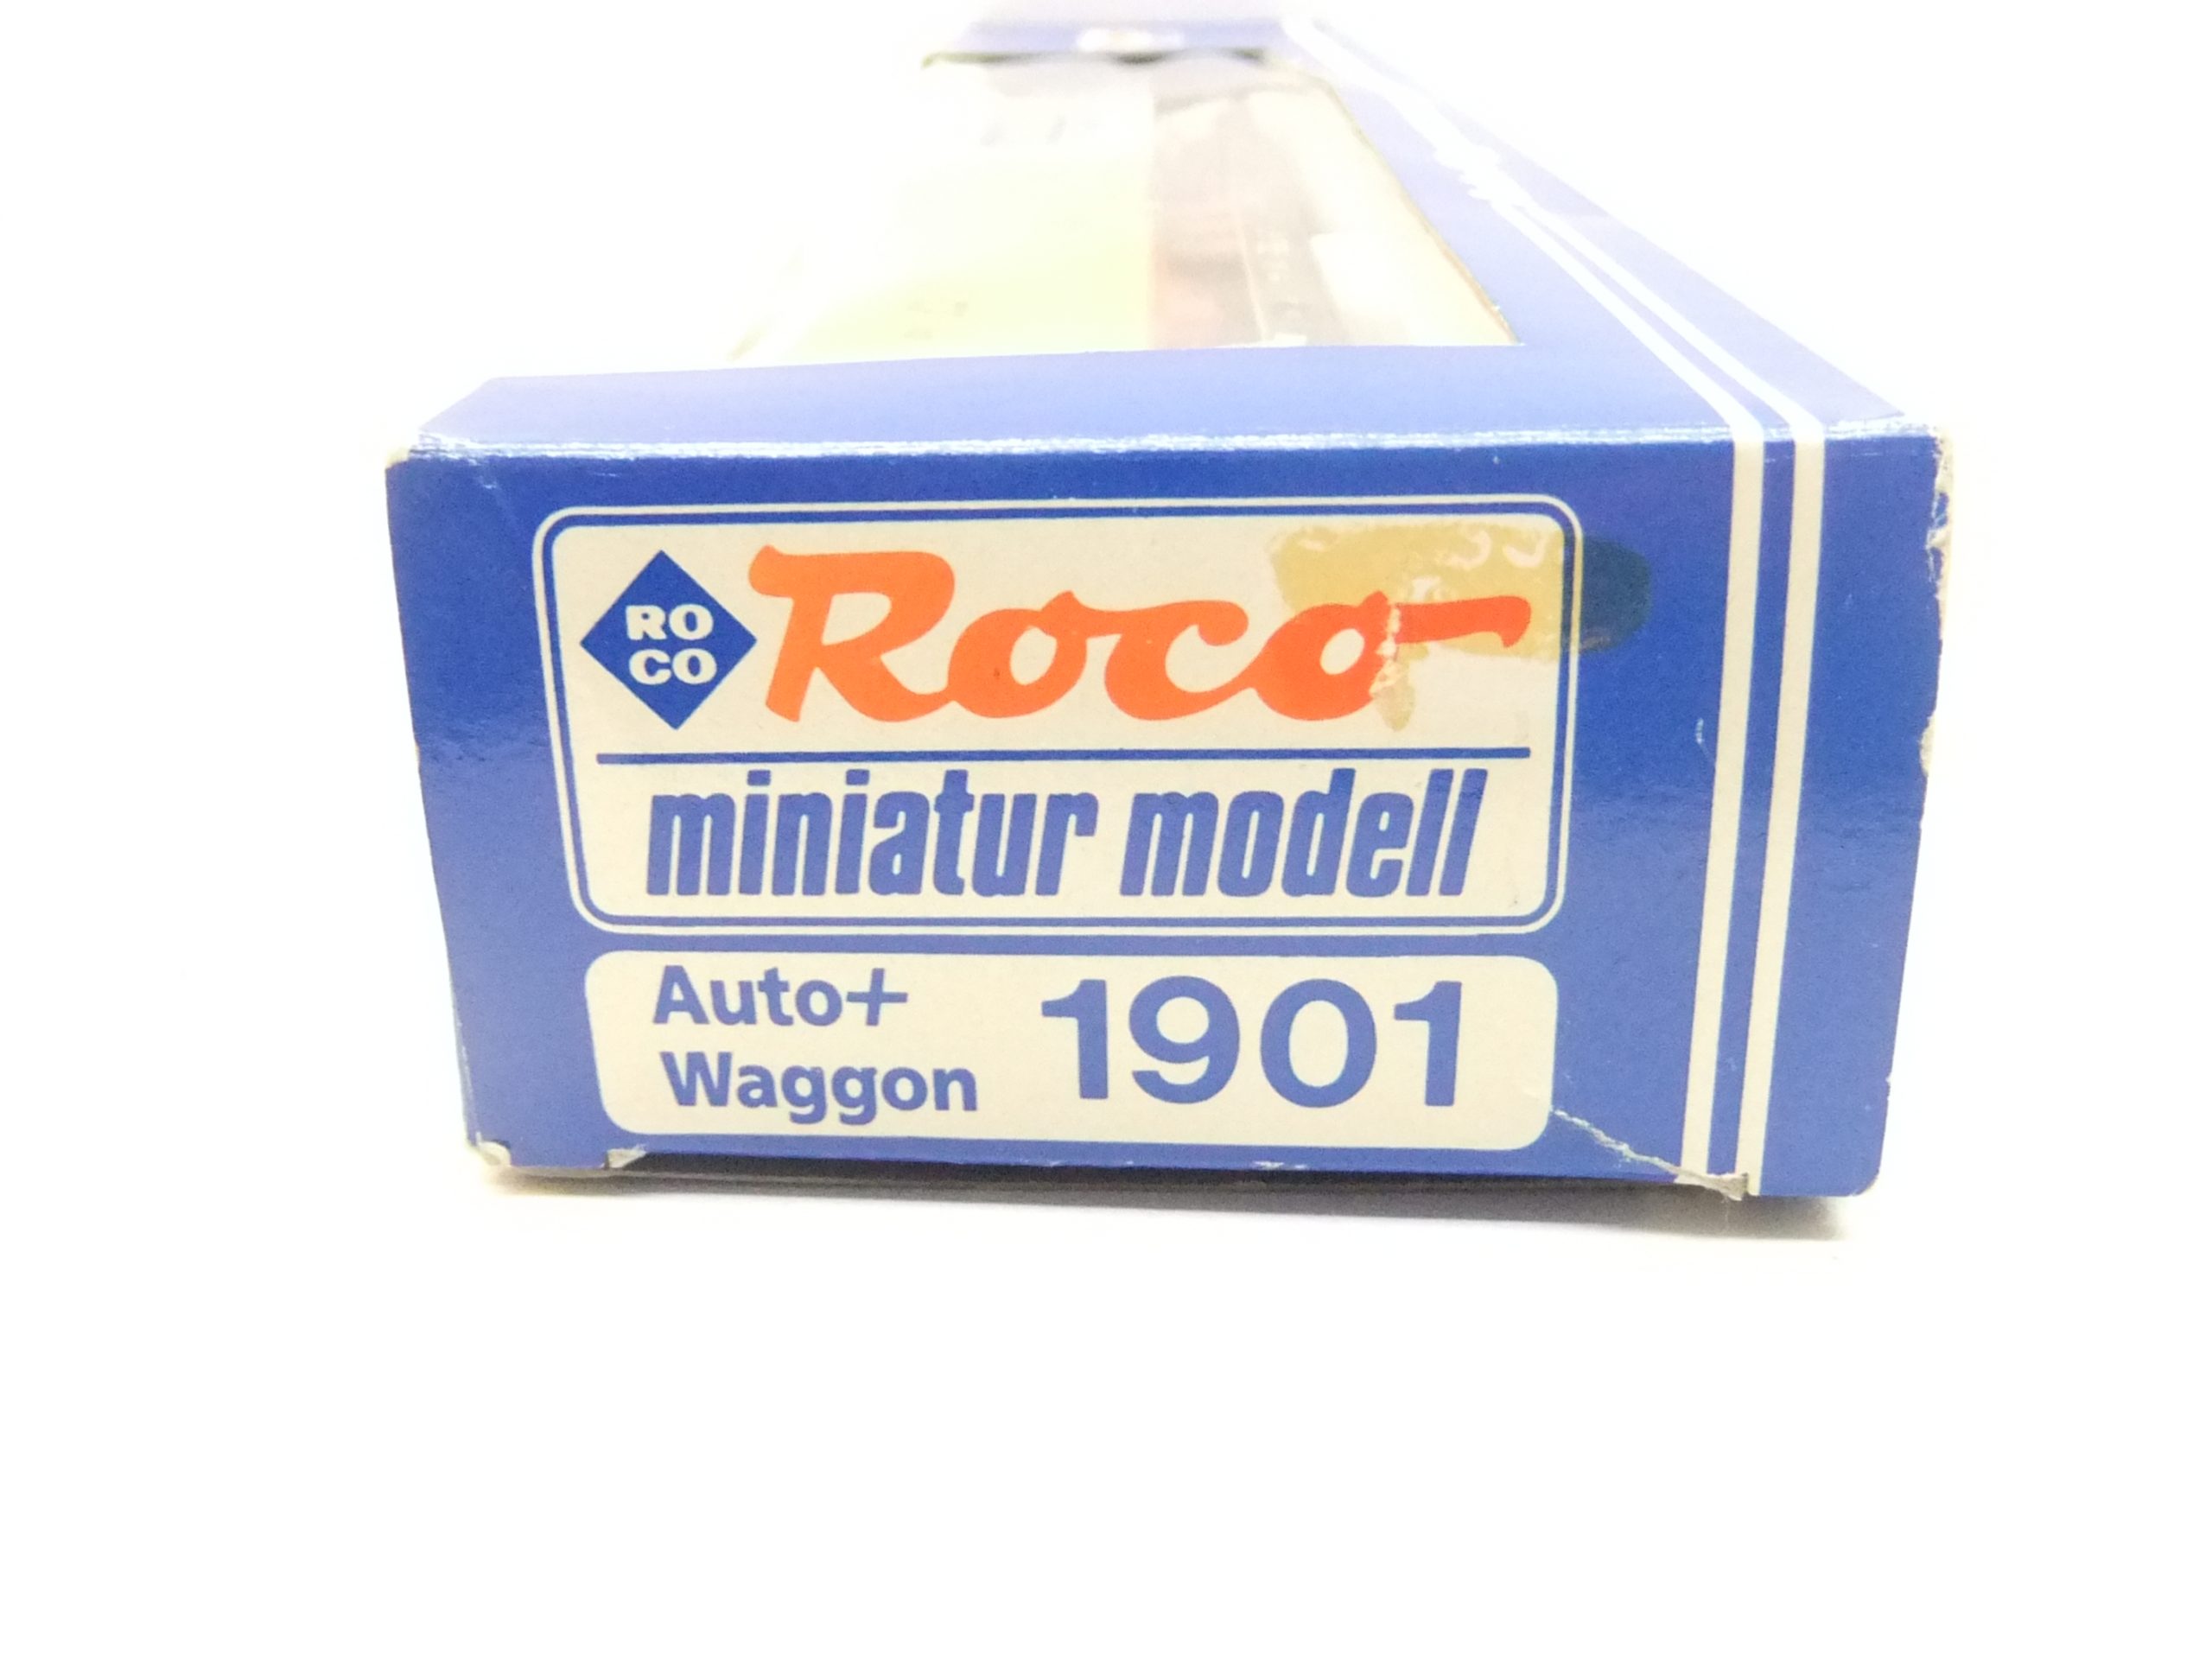 RO
CO
Roco
miniatur modell
Auto+
Waggon
1901